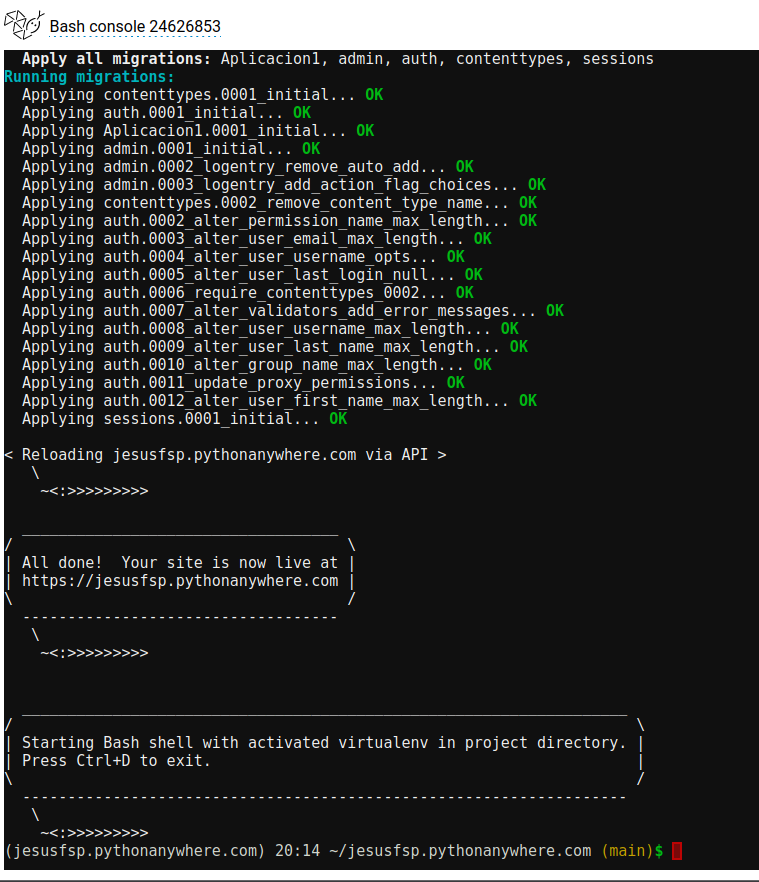 Bash console 24626853
  Apply all migrations: Aplicacion1, admin, auth, contenttypes, sessions
Running migrations:
  Applying contenttypes.0001_initial... OK
  Applying auth.0001_initial... OK
  Applying Aplicacion1.0001_initial... OK
  Applying admin.0001_initial... OK
  Applying admin.0002_logentry_remove_auto_add... OK
  Applying admin.0003_logentry_add_action_flag_choices... OK
  Applying contenttypes.0002_remove_content_type_name... OK
  Applying auth.0002_alter_permission_name_max_length... OK
  Applying auth.0003_alter_user_email_max_length... OK
  Applying auth.0004_alter_user_username_opts... OK
  Applying auth.0005_alter_user_last_login_null... OK
  Applying auth.0006_require_contenttypes_0002... OK
  Applying auth.0007_alter_validators_add_error_messages... OK
  Applying auth.0008_alter_user_username_max_length... OK
  Applying auth.0009_alter_user_last_name_max_length... OK
  Applying auth.0010_alter_group_name_max_length... OK
  Applying auth.0011_update_proxy_permissions... OK
  Applying auth.0012_alter_user_first_name_max_length... OK
  Applying sessions.0001_initial... OK

< Reloading jesusfsp.pythonanywhere.com via API >
   \
    ~<:>>>>>>>>>

  ___________________________________
/                                     \
| All done!  Your site is now live at |
| https://jesusfsp.pythonanywhere.com |
\                                     /
  -----------------------------------
   \
    ~<:>>>>>>>>>

  ___________________________________________________________________
/                                                                     \
| Starting Bash shell with activated virtualenv in project directory. |
| Press Ctrl+D to exit.                                               |
\                                                                     /
  -------------------------------------------------------------------
   \
    ~<:>>>>>>>>>
(jesusfsp.pythonanywhere.com) 20:14 ~/jesusfsp.pythonanywhere.com (main)$